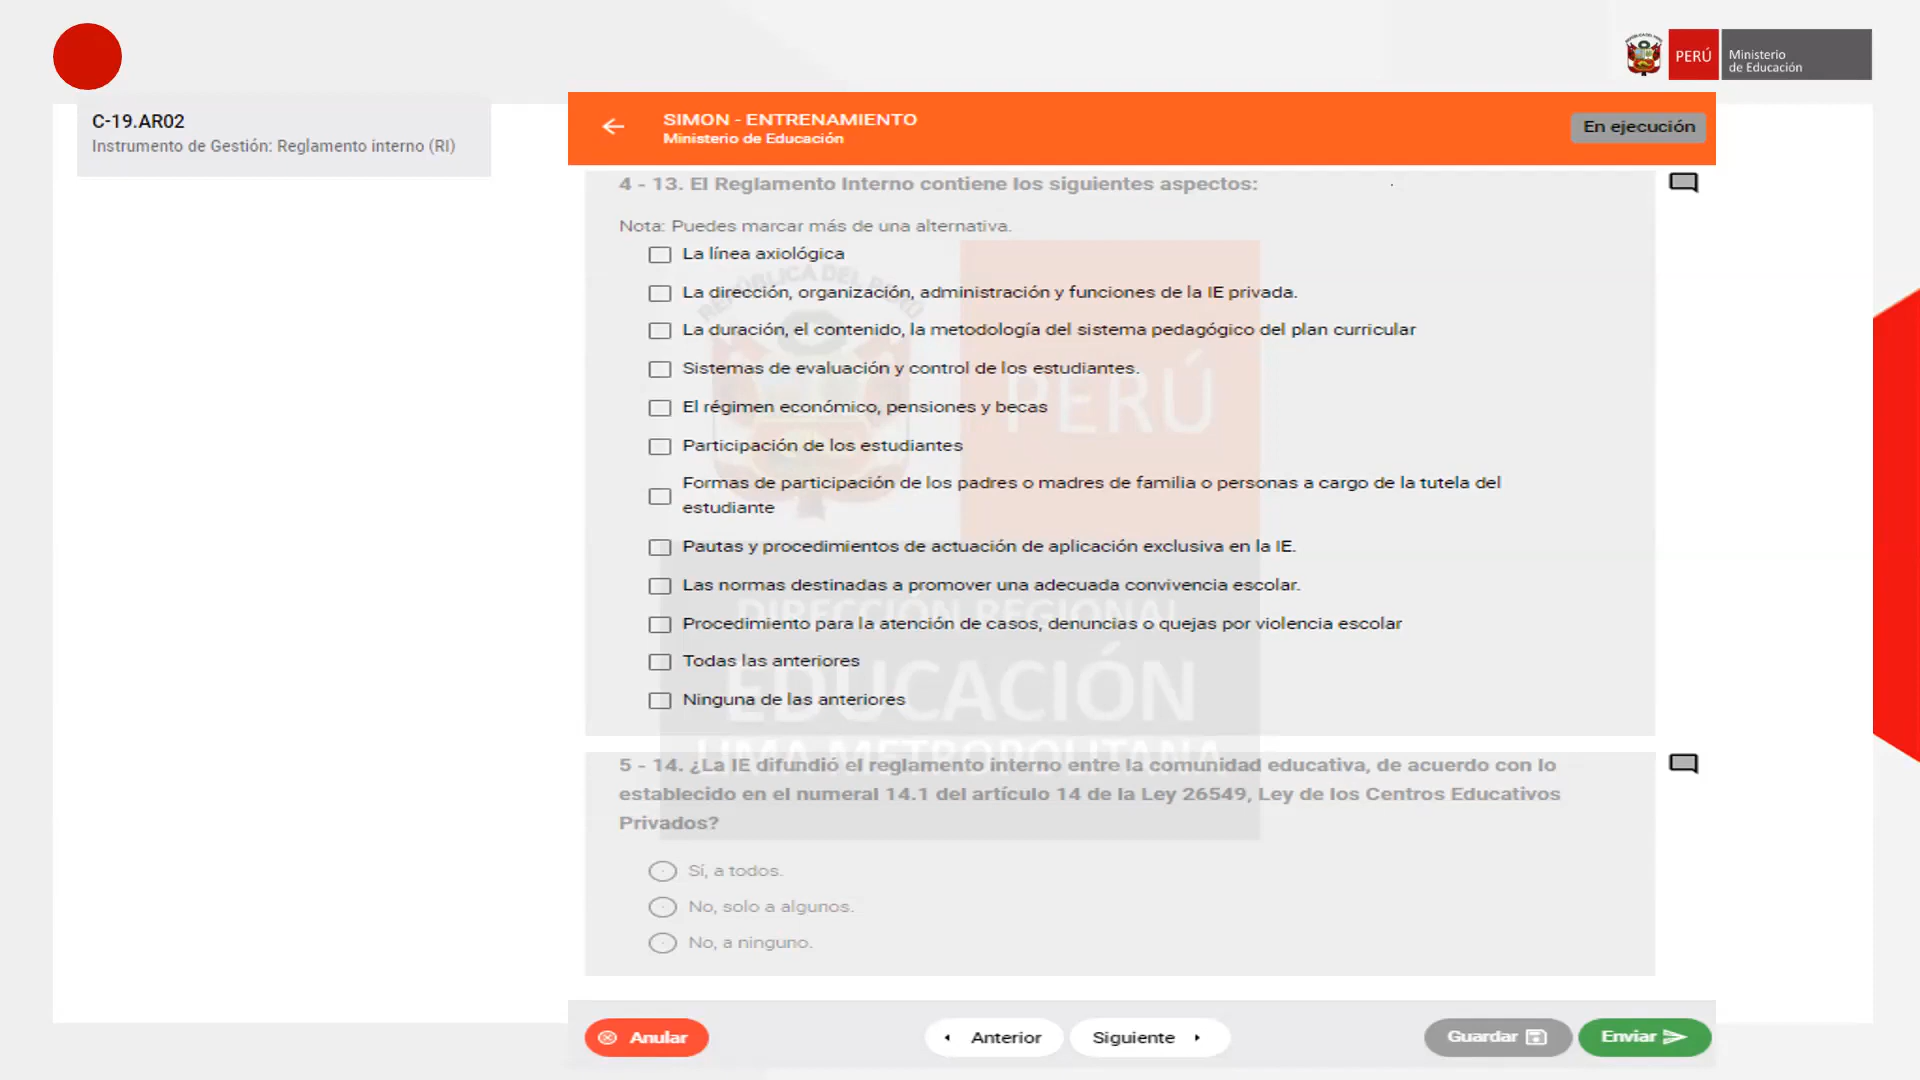 PERÚ
Ministerio
de Educación
C-19.AR02
Instrumento de Gestión: Reglamento interno (RI)
SIMON - ENTRENAMIENTO
Ministerio de Educación
En ejecución
4 - 13. El Reglamento Interno contiene los siguientes aspectos:
Nota: Puedes marcar más de una alternativa.
La línea axiológica
La dirección, organización, administración y funciones de la IE privada.
La duración, el contenido, la metodología del sistema pedagógico del plan curricular
Sistemas de evaluación y control de los estudiantes.
El régimen económico, pensiones y becas
Participación de los estudiantes
Formas de participación de los padres o madres de familia o personas a cargo de la tutela del
estudiante
Pautas y procedimientos de actuación de aplicación exclusiva en la IE.
Las normas destinadas a promover una adecuada convivencia escolar.
Procedimiento para la atención de casos, denuncias o quejas por violencia escolar
Todas las anteriores
Ninguna de las anteriores
REPÚBLICA DEL PERÚ
PERÚ
DIRECCIÓN REGIONAL
EDUCACIÓN
LIMA METROPOLITANA
5 - 14. ¿La IE difundió el reglamento interno entre la comunidad educativa, de acuerdo con lo
establecido en el numeral 14.1 del artículo 14 de la Ley 26549, Ley de los Centros Educativos
Privados?
Sí, a todos.
No, solo a algunos.
No, a ninguno.
Anular
Anterior
Siguiente
Guardar
Enviar